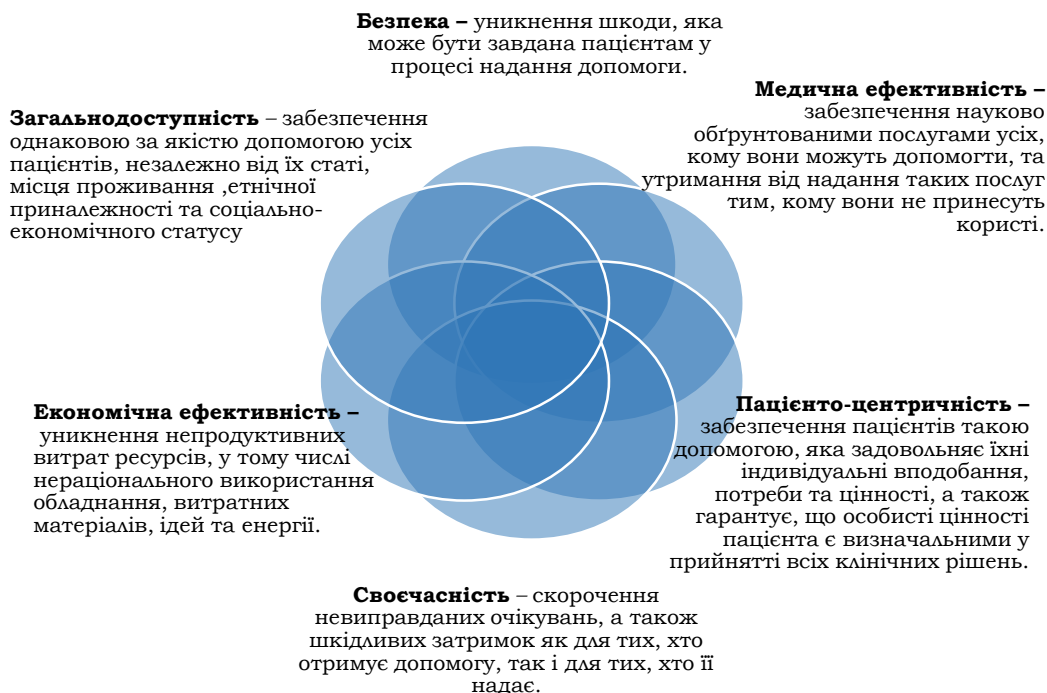 Безпека – уникнення шкоди, яка
може бути завдана пацієнтам у
процесі надання допомоги.
Медична ефективність –
забезпечення науково
обґрунтованими послугами усіх,
кому вони можуть допомогти, та
утримання від надання таких послуг
тим, кому вони не принесуть
користі.
Пацієнто-центричність –
забезпечення пацієнтів такою
допомогою, яка задовольняє їхні
індивідуальні вподобання,
потреби та цінності, а також
гарантує, що особисті цінності
пацієнта є визначальними у
прийнятті всіх клінічних рішень.
Своєчасність – скорочення
невиправданих очікувань, а також
шкідливих затримок як для тих, хто
отримує допомогу, так і для тих, хто її
надає.
Економічна ефективність –
уникнення непродуктивних
витрат ресурсів, у тому числі
нераціонального використання
обладнання, витратних
матеріалів, ідей та енергії.
Загальнодоступність – забезпечення
однаковою за якістю допомогою усіх
пацієнтів, незалежно від їх статі,
місця проживання ,етнічної
приналежності та соціально-
економічного статусу